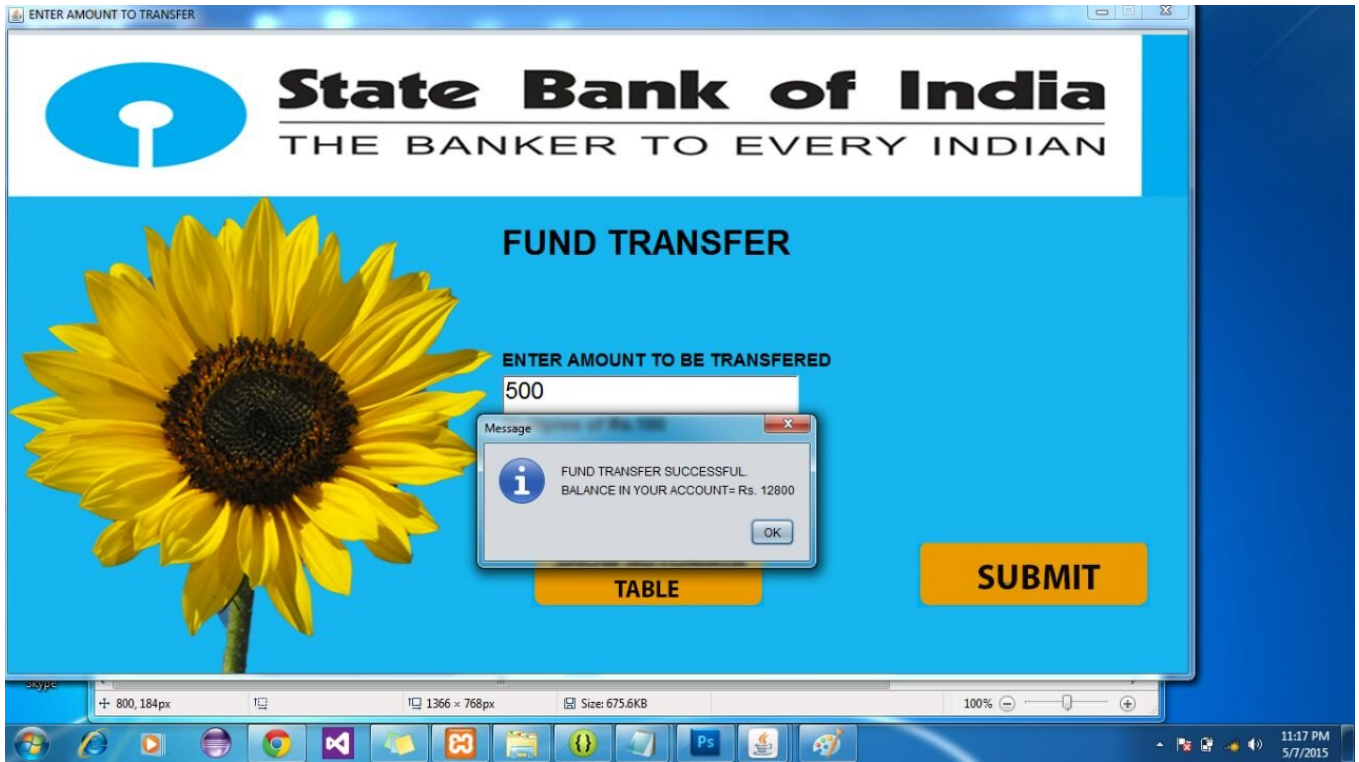 ENTER AMOUNT TO TRANSFER
State Bank of India
THE BANKER TO EVERY INDIAN
FUND TRANSFER
ENTER AMOUNT TO BE TRANSFERED
500
Message
FUND TRANSFER SUCCESSFUL.
BALANCE IN YOUR ACCOUNT= Rs. 12800
OK
TABLE
SUBMIT
Skype
800, 184px
1366 × 768px
Size: 675.6KB
100%
Ps
11:17 PM
5/7/2015